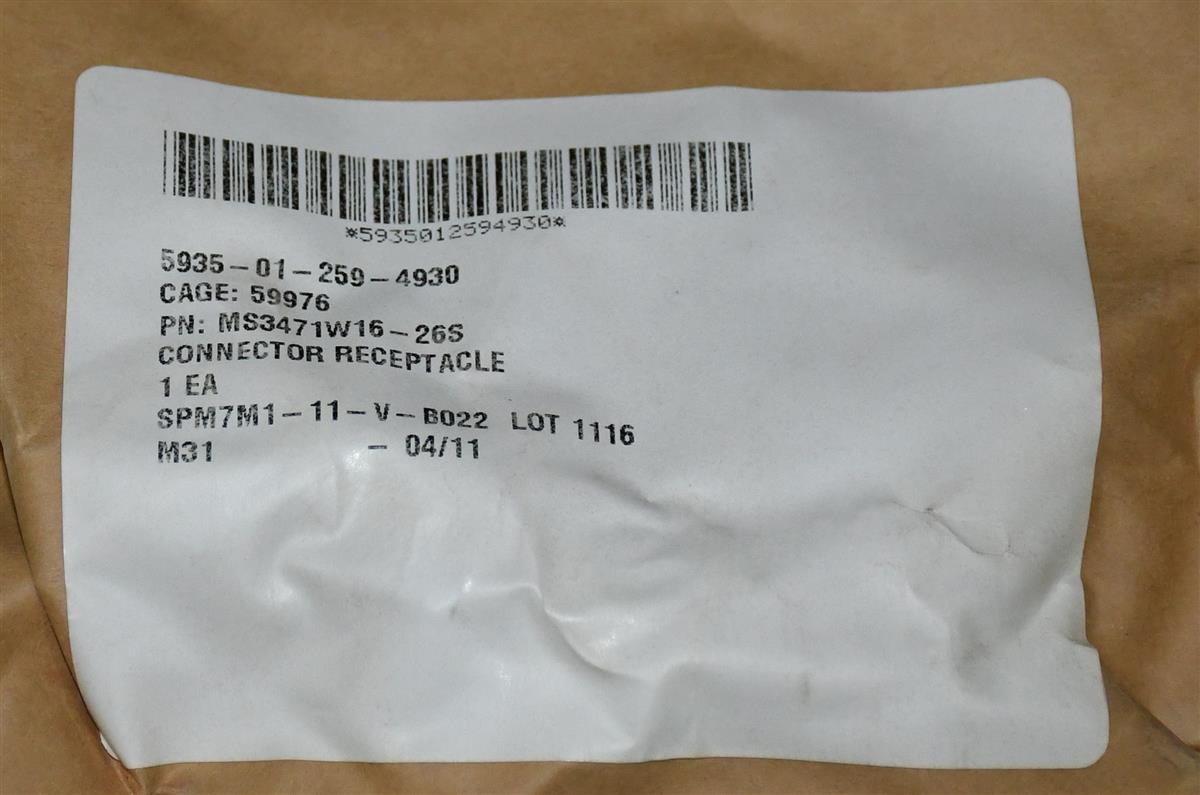 *5935012594930*
5935-01-259-4930
CAGE: 59976
PN: MS3471W16-26S
CONNECTOR RECEPTACLE
1 EA
SPM7M1-11-V-B022 LOT 1116
M31 - 04/11